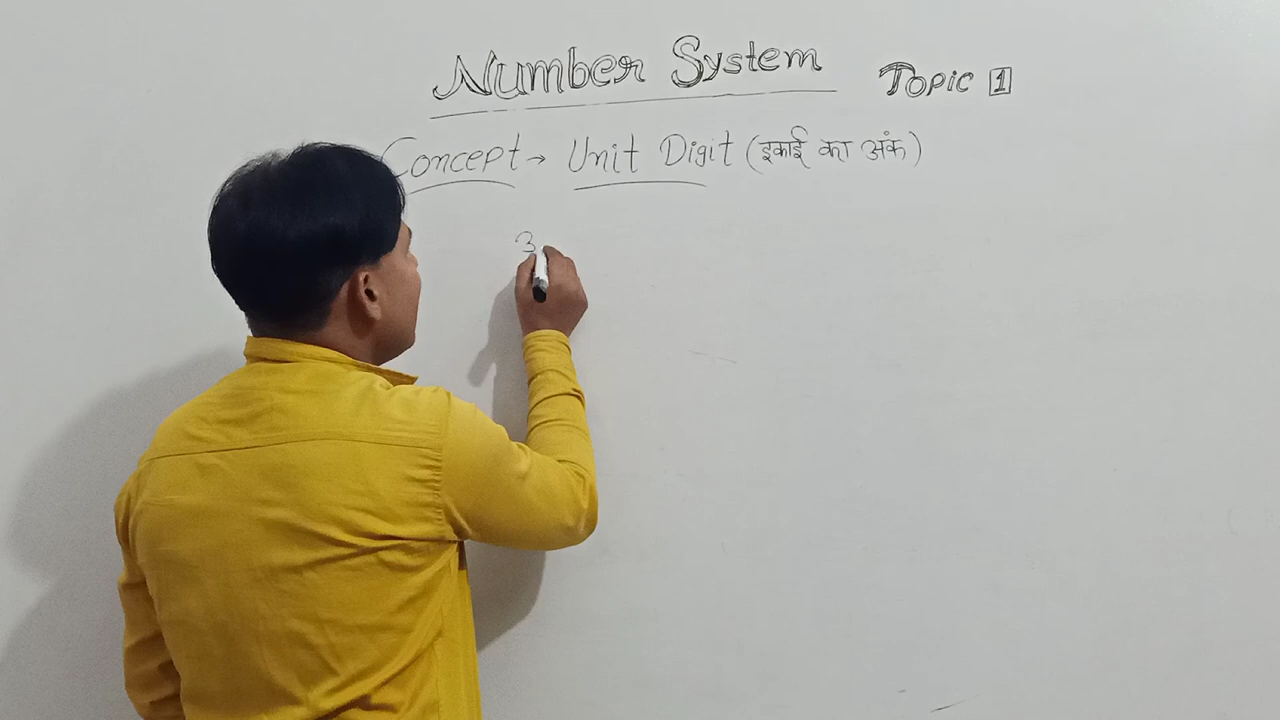 Number System Topic 1
Concept → Unit Digit (इकाई का अंक)
3